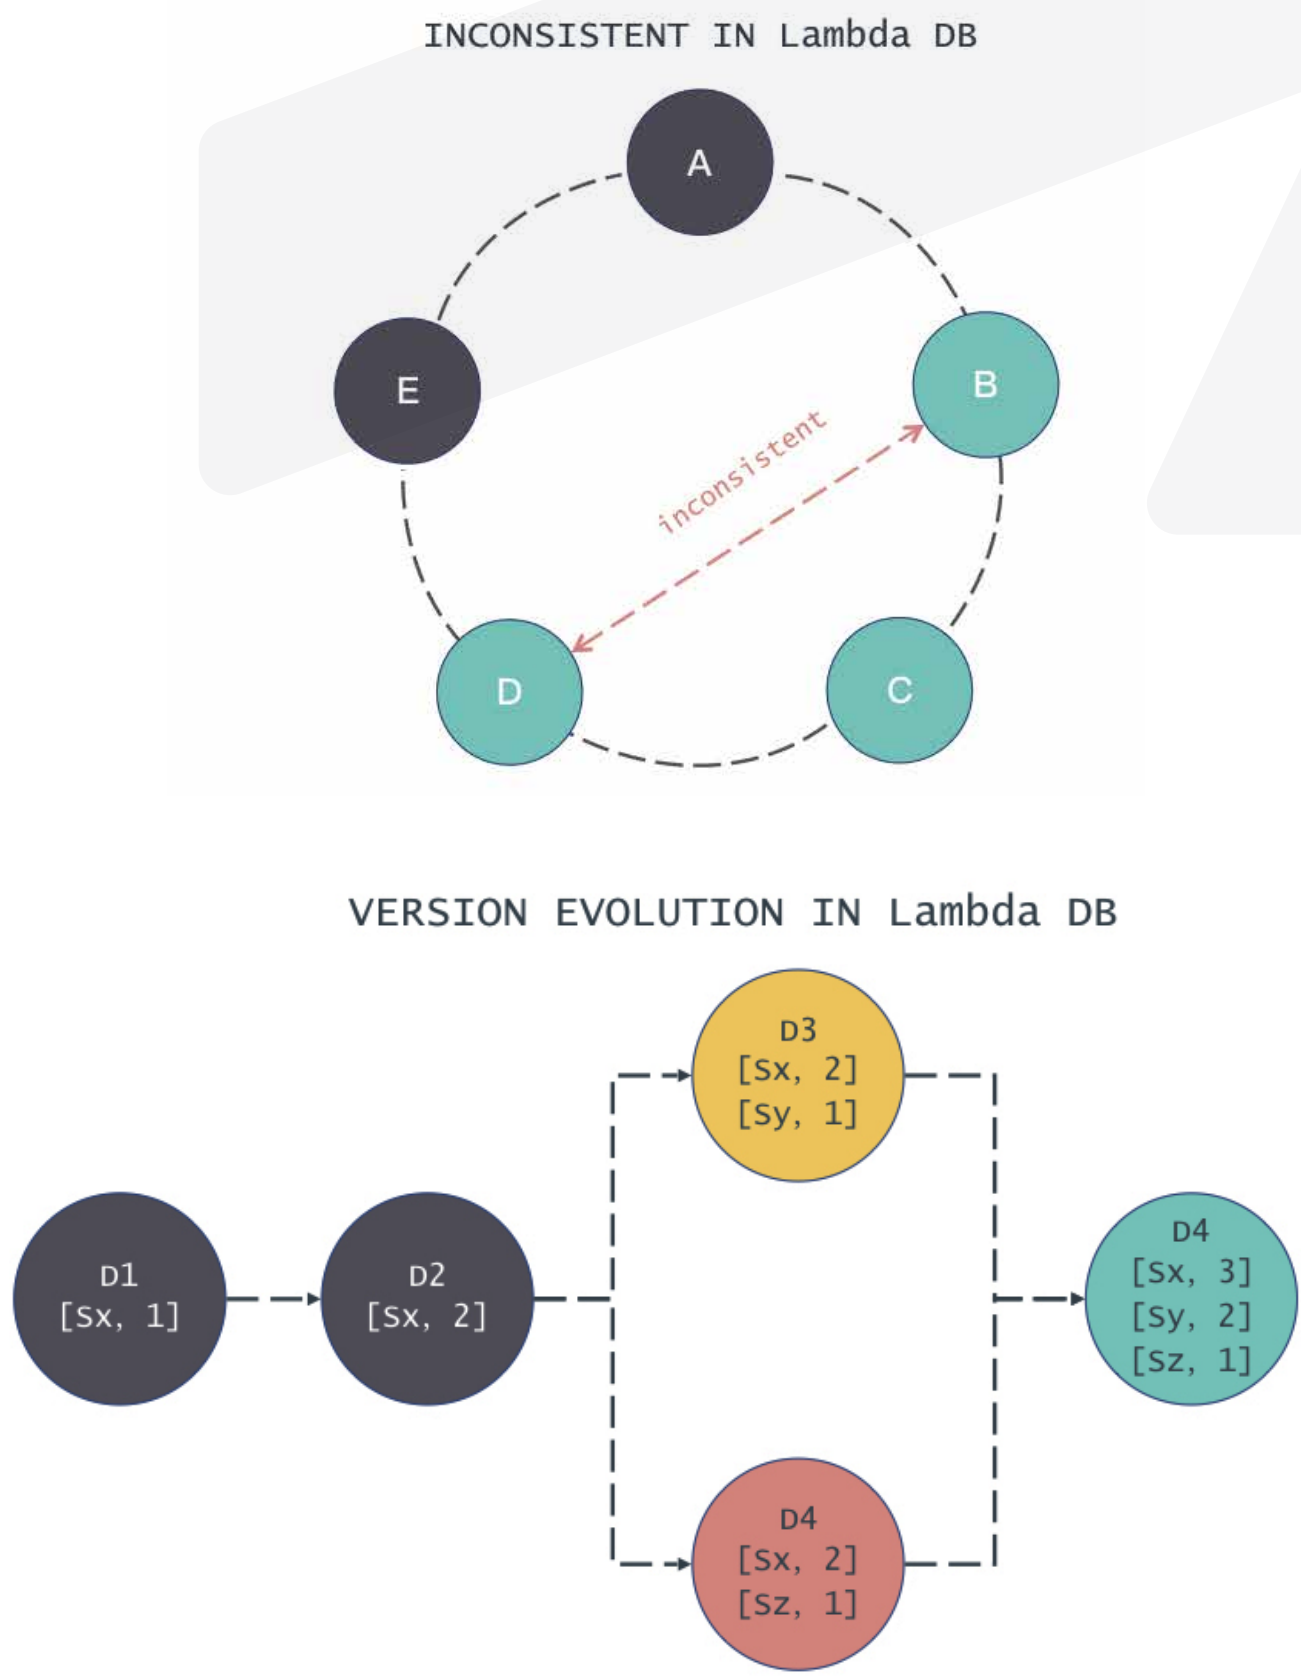 INCONSISTENT IN Lambda DB
A
E
B
inconsistent
D
C
VERSION EVOLUTION IN Lambda DB
D3
[Sx, 2]
[Sy, 1]
D1
[Sx, 1]
D2
[Sx, 2]
D4
[Sx, 3]
[Sy, 2]
[Sz, 1]
D4
[Sx, 2]
[Sz, 1]